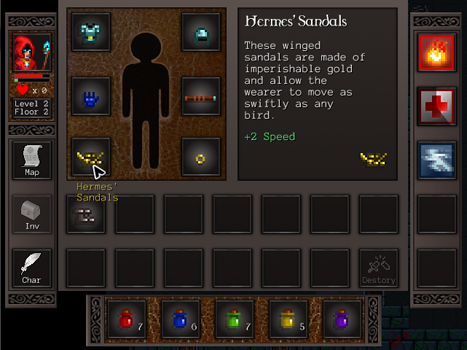 Hermes' Sandals
These winged
sandals are made of
imperishable gold
and allow the
wearer to move as
swiftly as any
bird.
+2 Speed
x 0
Level 2
Floor 2
Map
Inv
Char
Hermes'
Sandals
Destory
7
6
7
5